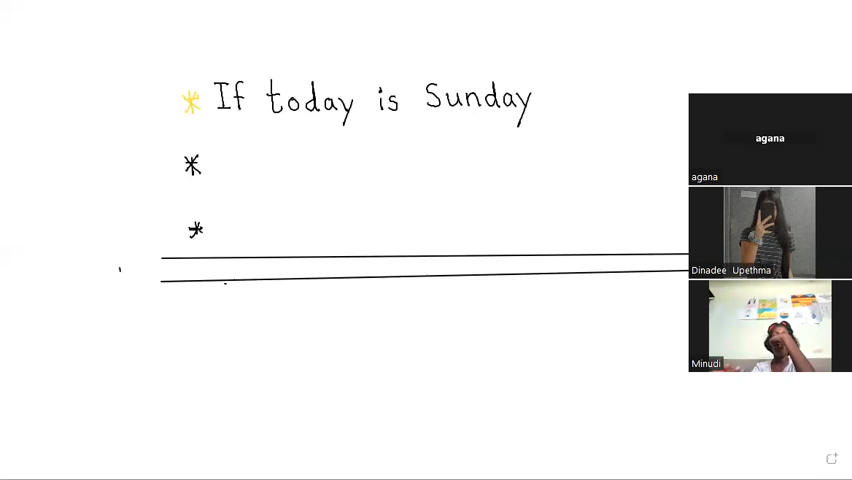 * If today is Sunday
*
*
agana
agana
Dinadee Upethma
Minudi